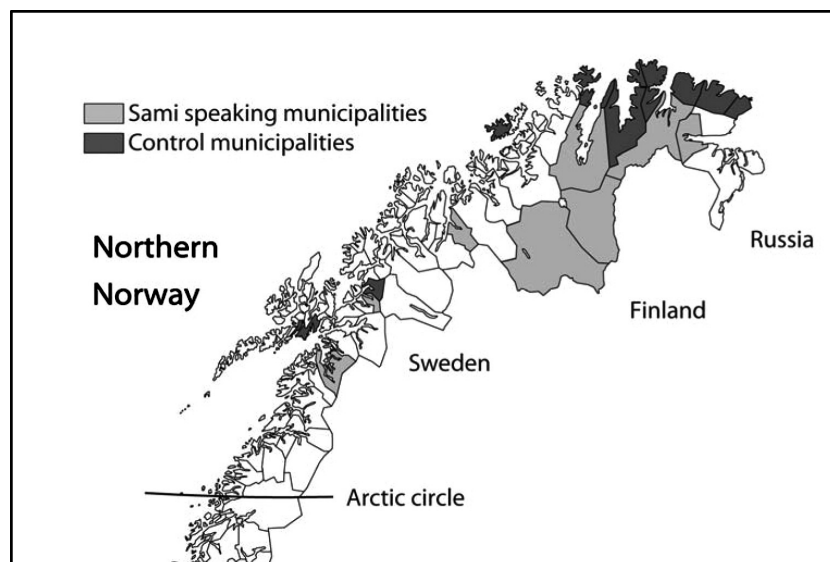 Sami speaking municipalities
Control municipalities
Northern
Norway
Russia
Finland
Sweden
Arctic circle